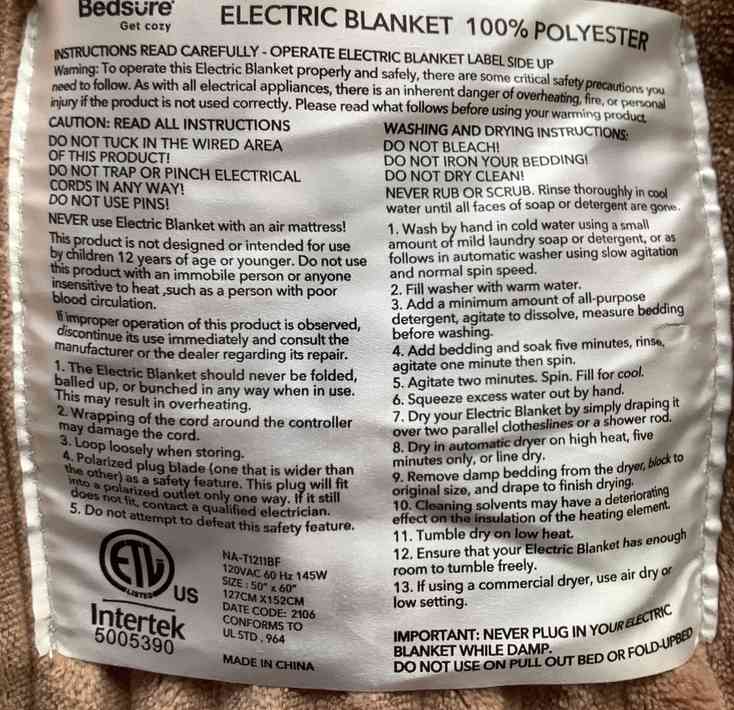 Bedsure®
Get cozy
ELECTRIC BLANKET 100% POLYESTER
INSTRUCTIONS READ CAREFULLY - OPERATE ELECTRIC BLANKET LABEL SIDE UP
Warning: To operate this Electric Blanket properly and safely, there are some critical safety precautions you
need to follow. As with all electrical appliances, there is an inherent danger of overheating, fire, or personal
injury if the product is not used correctly. Please read what follows before using your warming product.
CAUTION: READ ALL INSTRUCTIONS
DO NOT TUCK IN THE WIRED AREA
OF THIS PRODUCT!
DO NOT TRAP OR PINCH ELECTRICAL
CORDS IN ANY WAY!
DO NOT USE PINS!
NEVER use Electric Blanket with an air mattress!
This product is not designed or intended for use
by children 12 years of age or younger. Do not use
this product with an immobile person or anyone
insensitive to heat ,such as a person with poor
blood circulation.
If improper operation of this product is observed,
discontinue its use immediately and consult the
manufacturer or the dealer regarding its repair.
1. The Electric Blanket should never be folded,
balled up, or bunched in any way when in use.
This may result in overheating.
2. Wrapping of the cord around the controller
may damage the cord.
3. Loop loosely when storing.
4. Polarized plug blade (one that is wider than
the other) as a safety feature. This plug will fit
into a polarized outlet only one way. If it still
does not fit, contact a qualified electrician.
5. Do not attempt to defeat this safety feature.
ETL
LISTED
US
Intertek
5005390
NA-T1211BF
120VAC 60 Hz 145W
SIZE : 50" x 60"
127CM X152CM
DATE CODE: 2106
CONFORMS TO
UL STD . 964
MADE IN CHINA
WASHING AND DRYING INSTRUCTIONS:
DO NOT BLEACH!
DO NOT IRON YOUR BEDDING!
DO NOT DRY CLEAN!
NEVER RUB OR SCRUB. Rinse thoroughly in cool
water until all faces of soap or detergent are gone.
1. Wash by hand in cold water using a small
amount of mild laundry soap or detergent, or as
follows in automatic washer using slow agitation
and normal spin speed.
2. Fill washer with warm water.
3. Add a minimum amount of all-purpose
detergent, agitate to dissolve, measure bedding
before washing.
4. Add bedding and soak five minutes, rinse,
agitate one minute then spin.
5. Agitate two minutes. Spin. Fill for cool.
6. Squeeze excess water out by hand.
7. Dry your Electric Blanket by simply draping it
over two parallel clotheslines or a shower rod.
8. Dry in automatic dryer on high heat, five
minutes only, or line dry.
9. Remove damp bedding from the dryer, block to
original size, and drape to finish drying.
10. Cleaning solvents may have a deteriorating
effect on the insulation of the heating element.
11. Tumble dry on low heat.
12. Ensure that your Electric Blanket has enough
room to tumble freely.
13. If using a commercial dryer, use air dry or
low setting.
IMPORTANT: NEVER PLUG IN YOUR ELECTRIC
BLANKET WHILE DAMP.
DO NOT USE ON PULL OUT BED OR FOLD-UPBED